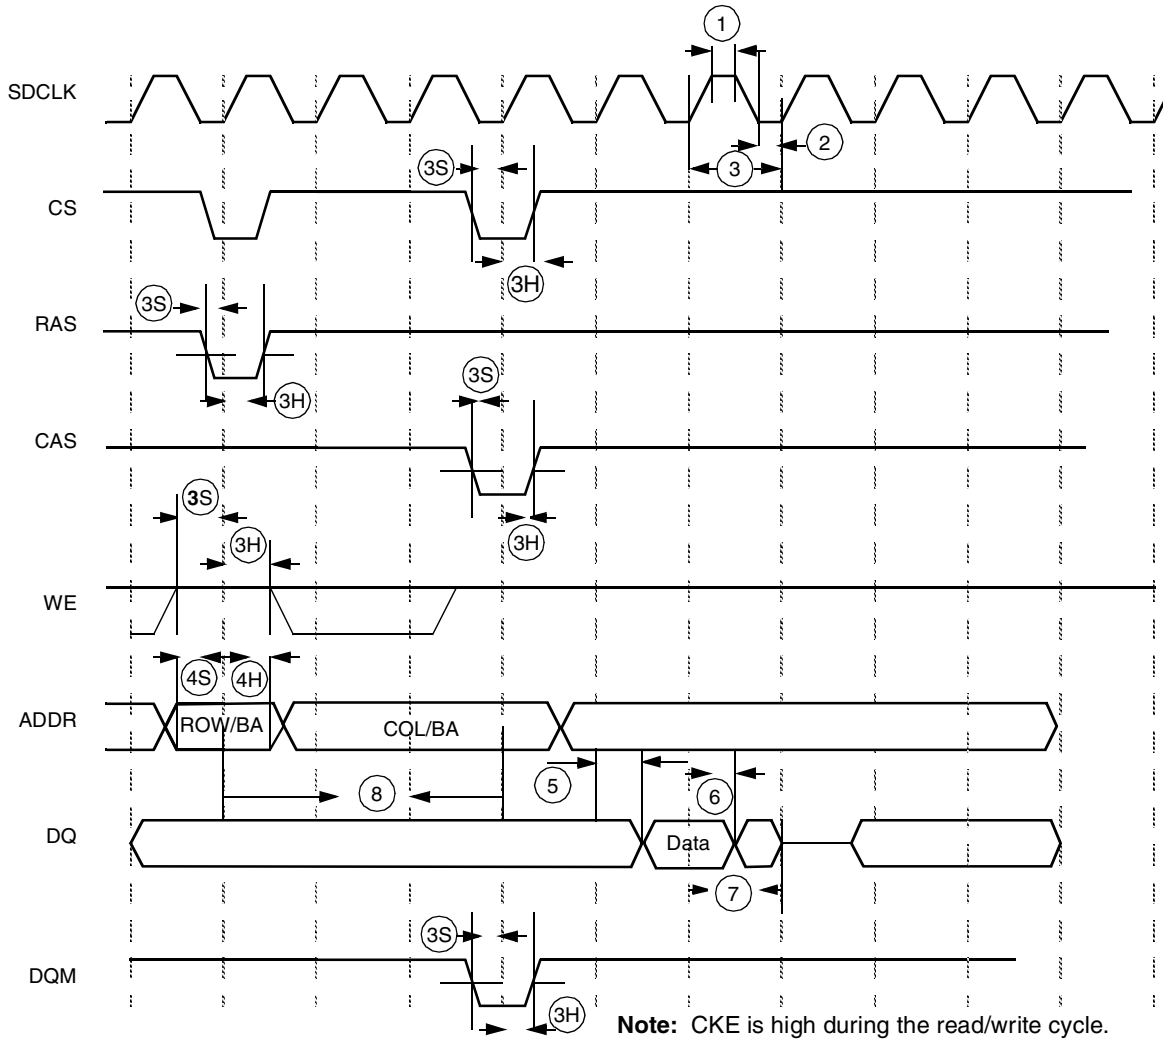 1
SDCLK
2
3S
3
CS
3H
3S
RAS
3S
3H
CAS
3S
3H
3H
WE
4S
4H
ADDR
ROW/BA
COL/BA
5
8
6
DQ
Data
7
3S
DQM
3H
Note: CKE is high during the read/write cycle.